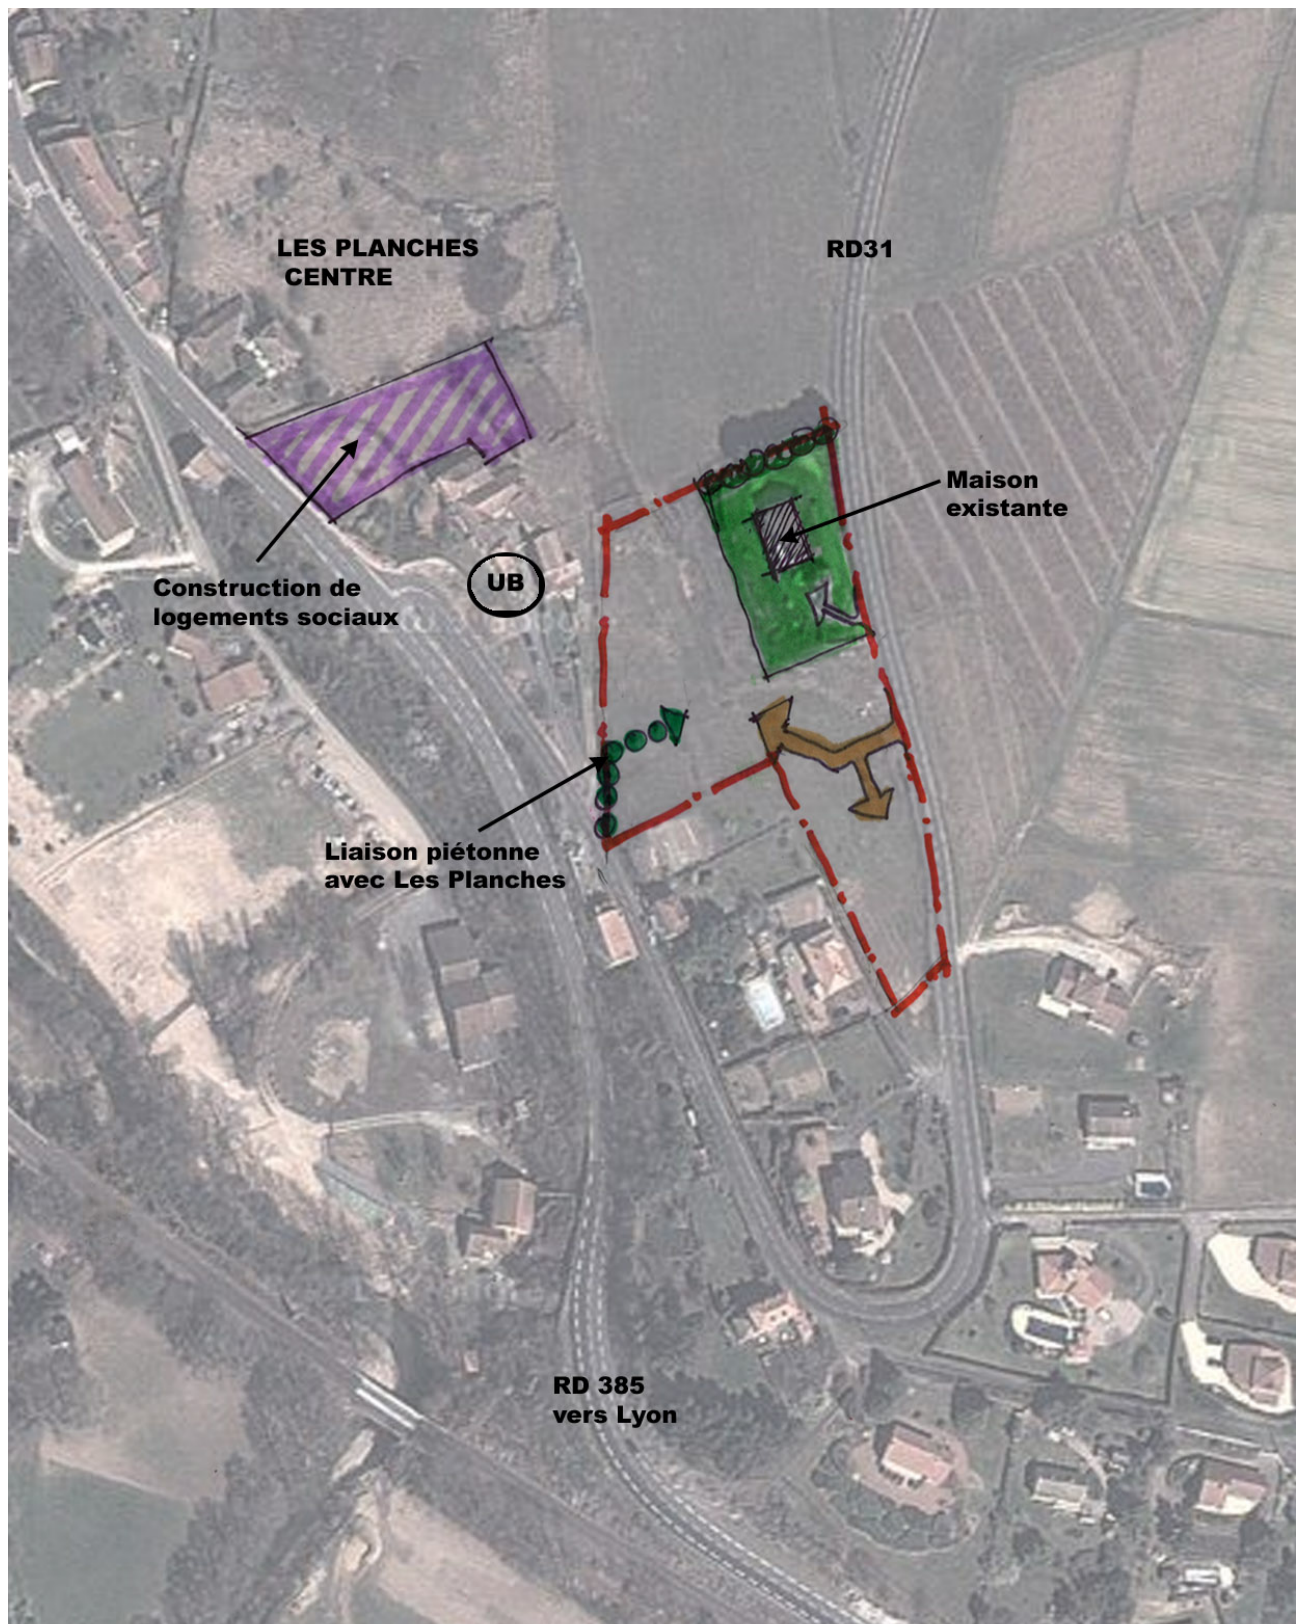 LES PLANCHES
CENTRE
RD31
Maison
existante
Construction de
logements sociaux
UB
Liaison piétonne
avec Les Planches
RD 385
vers Lyon